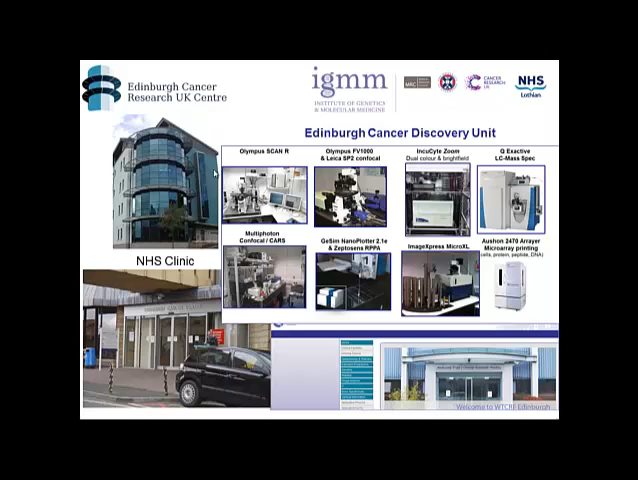 Edinburgh Cancer
Research UK Centre
igmm
INSTITUTE OF GENETICS
& MOLECULAR MEDICINE
MRC
CANCER
RESEARCH
UK
NHS
Lothian
Edinburgh Cancer Discovery Unit
Olympus SCAN R
Olympus FV1000
& Leica SP2 confocal
IncuCyte Zoom
Dual colour & brightfield
Q Exactive
LC-Mass Spec
Multiphoton
Confocal / CARS
GeSim NanoPlotter 2.1e
& Zeptosens RPPA
ImageXpress MicroXL
Aushon 2470 Arrayer
Microarray printing
cells, protein, peptide, DNA)
NHS Clinic
Welcome to WTCRF Edinburgh